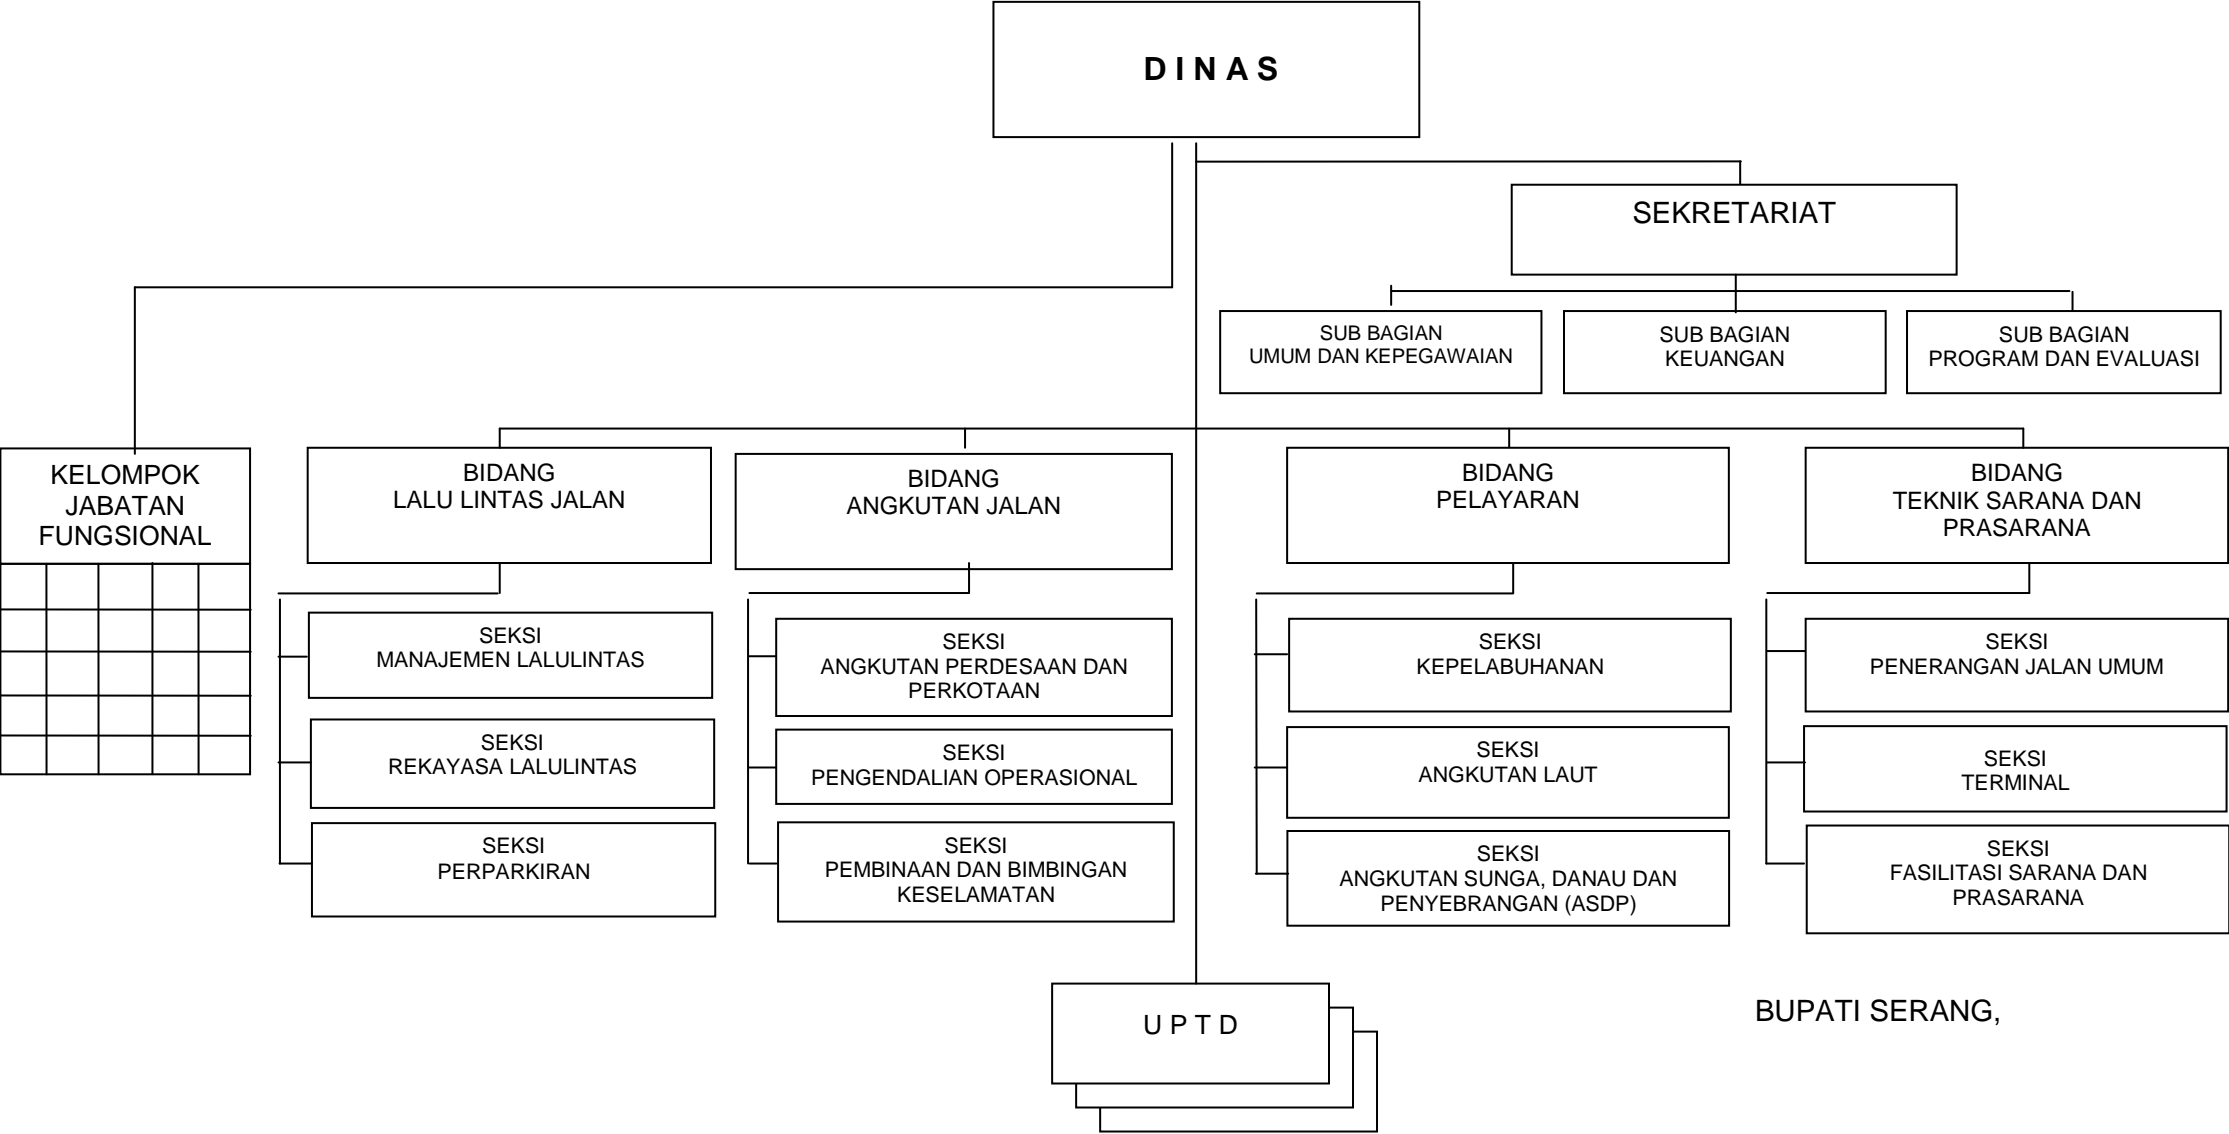 D I N A S
SEKRETARIAT
SUB BAGIAN
UMUM DAN KEPEGAWAIAN
SUB BAGIAN
KEUANGAN
SUB BAGIAN
PROGRAM DAN EVALUASI
KELOMPOK
JABATAN
FUNGSIONAL
BIDANG
LALU LINTAS JALAN
BIDANG
ANGKUTAN JALAN
BIDANG
PELAYARAN
BIDANG
TEKNIK SARANA DAN
PRASARANA
SEKSI
MANAJEMEN LALULINTAS
SEKSI
ANGKUTAN PERDESAAN DAN
PERKOTAAN
SEKSI
KEPELABUHANAN
SEKSI
PENERANGAN JALAN UMUM
SEKSI
REKAYASA LALULINTAS
SEKSI
PENGENDALIAN OPERASIONAL
SEKSI
ANGKUTAN LAUT
SEKSI
TERMINAL
SEKSI
PERPARKIRAN
SEKSI
PEMBINAAN DAN BIMBINGAN
KESELAMATAN
SEKSI
ANGKUTAN SUNGA, DANAU DAN
PENYEBRANGAN (ASDP)
SEKSI
FASILITASI SARANA DAN
PRASARANA
U P T D
BUPATI SERANG,